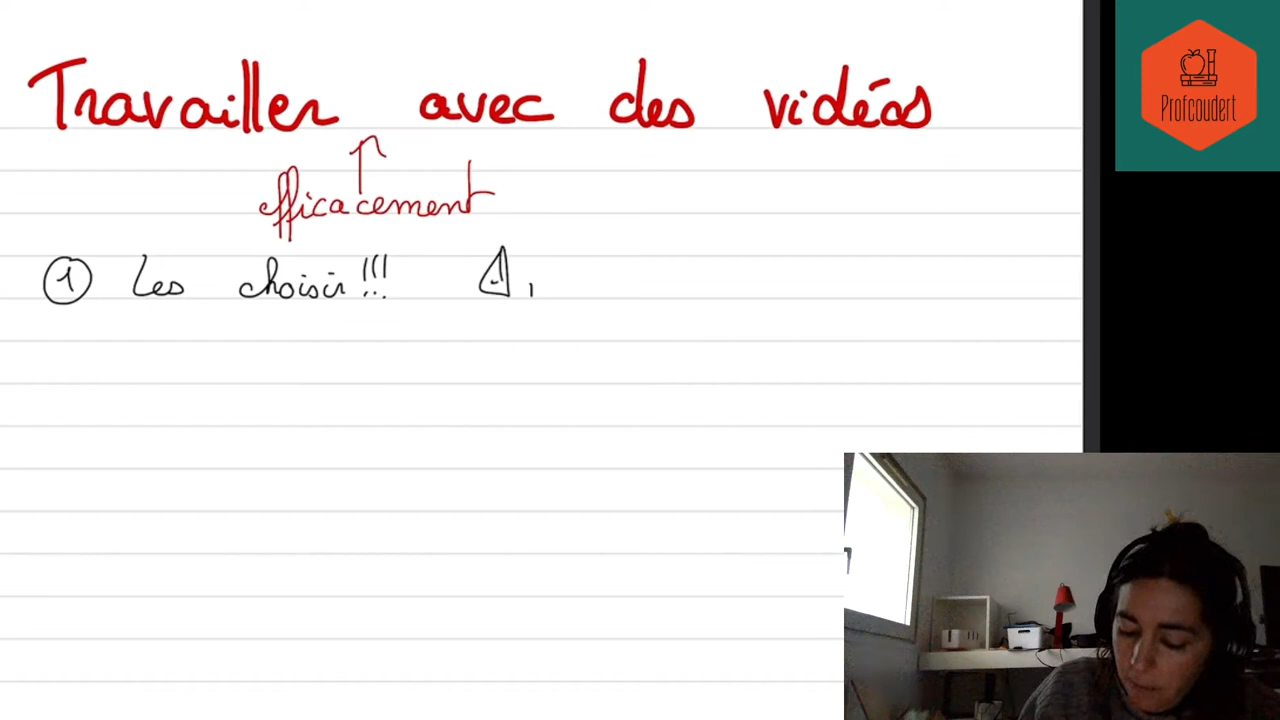 Travailler avec des vidéos
efficacement
① Les choisir!!!
Profcoudert